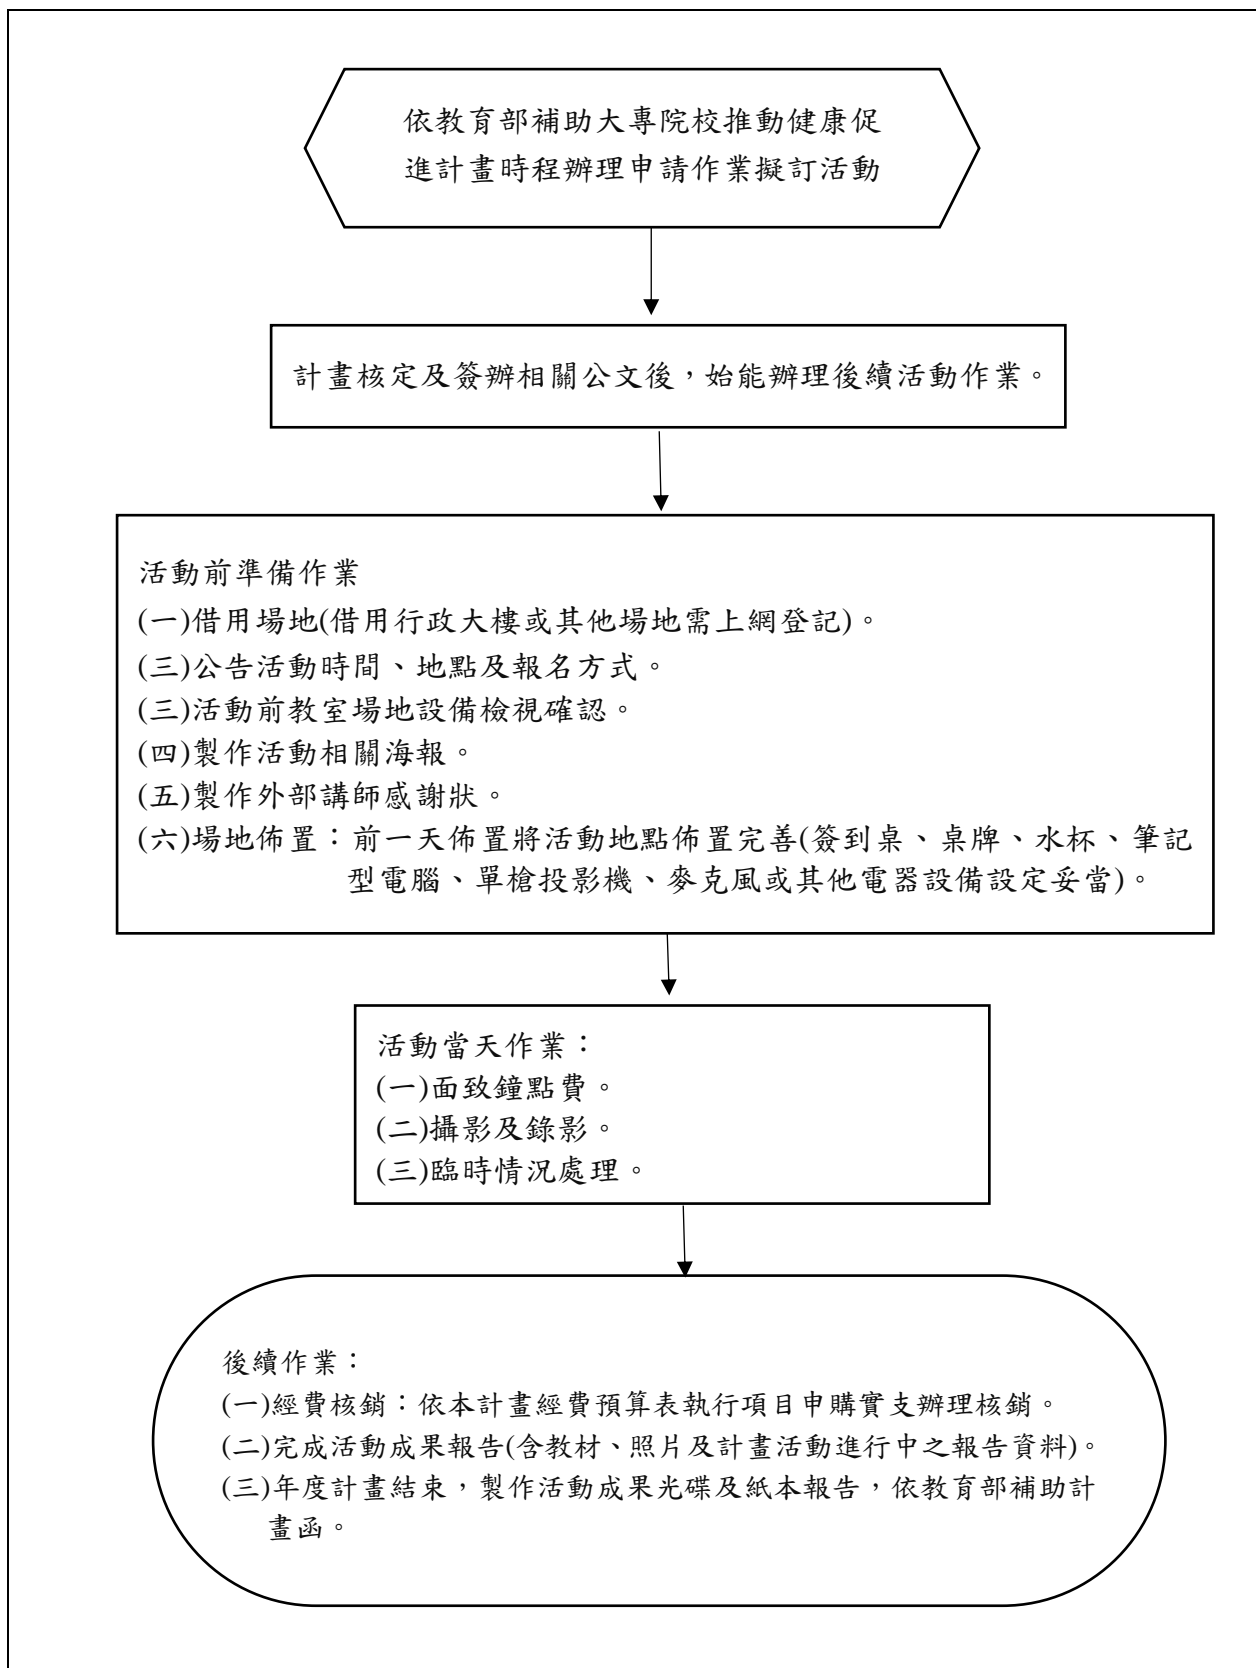 依教育部補助大專院校推動健康促
進計畫時程辦理申請作業擬訂活動
計畫核定及簽辦相關公文後，始能辦理後續活動作業。
活動前準備作業
(一)借用場地(借用行政大樓或其他場地需上網登記)。
(三)公告活動時間、地點及報名方式。
(三)活動前教室場地設備檢視確認。
(四)製作活動相關海報。
(五)製作外部講師感謝狀。
(六)場地佈置：前一天佈置將活動地點佈置完善(簽到桌、桌牌、水杯、筆記
型電腦、單槍投影機、麥克風或其他電器設備設定妥當)。
活動當天作業：
(一)面致鐘點費。
(二)攝影及錄影。
(三)臨時情況處理。
後續作業：
(一)經費核銷：依本計畫經費預算表執行項目申購實支辦理核銷。
(二)完成活動成果報告(含教材、照片及計畫活動進行中之報告資料)。
(三)年度計畫結束，製作活動成果光碟及紙本報告，依教育部補助計
畫函。